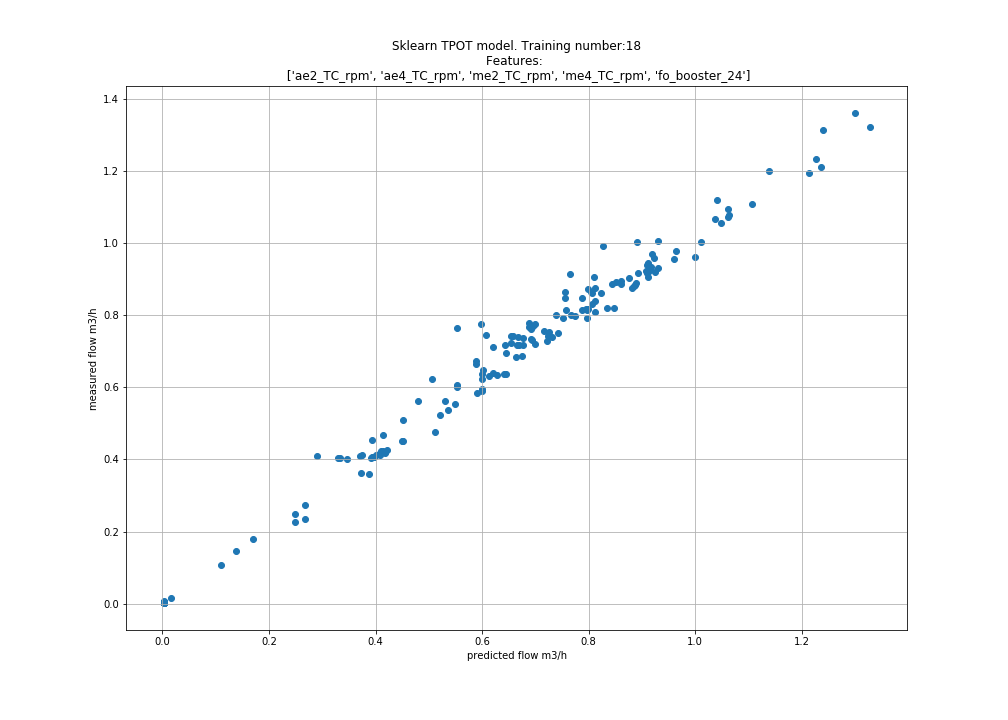 Sklearn TPOT model. Training number:18
Features:
['ae2_TC_rpm', 'ae4_TC_rpm', 'me2_TC_rpm', 'me4_TC_rpm', 'fo_booster_24']
1.4
1.2
1.0
0.8
0.6
0.4
0.2
0.0
measured flow m3/h
0.0 0.2 0.4 0.6 0.8 1.0 1.2
predicted flow m3/h